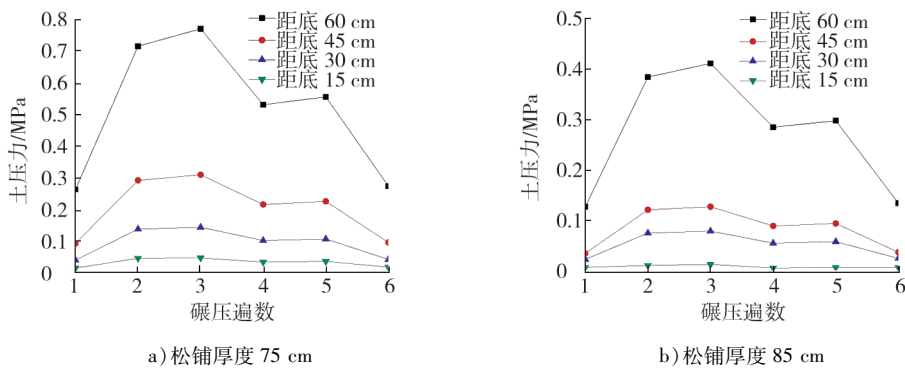 0.8
0.7
0.6
0.5
0.4
0.3
0.2
0.1
0
土压力/MPa
距底 60 cm
距底 45 cm
距底 30 cm
距底 15 cm
1 2 3 4 5 6
碾压遍数
a)松铺厚度 75 cm
0.5
0.4
0.3
0.2
0.1
0
土压力/MPa
距底 60 cm
距底 45 cm
距底 30 cm
距底 15 cm
1 2 3 4 5 6
碾压遍数
b)松铺厚度 85 cm